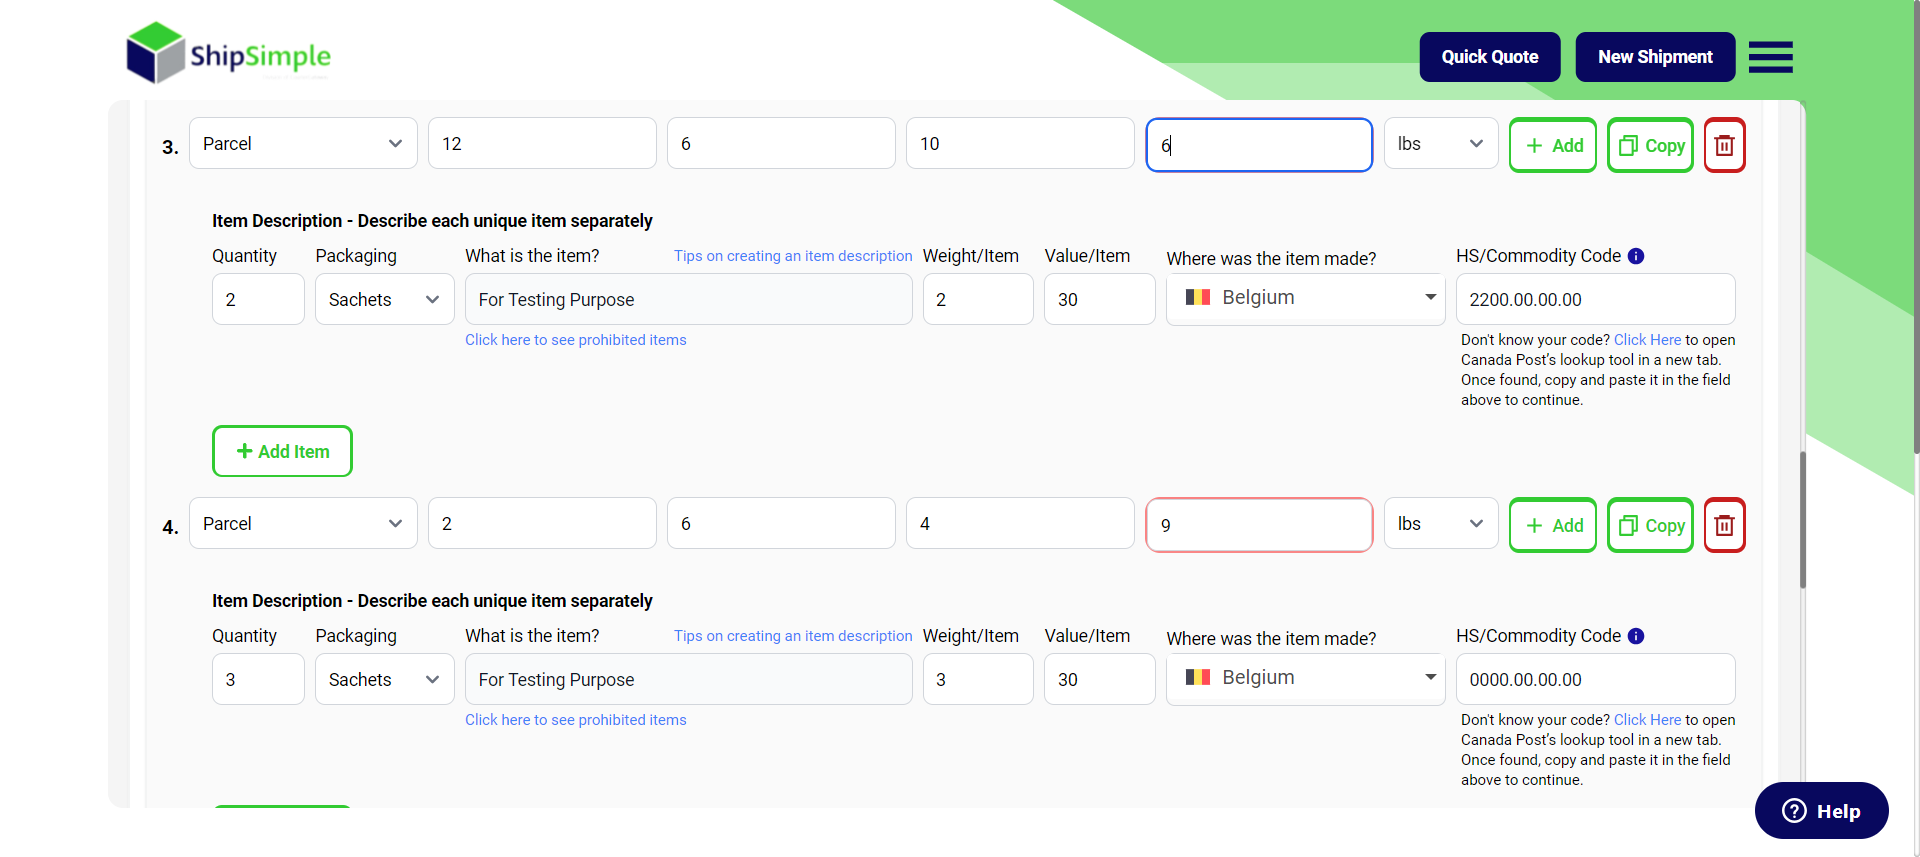 ShipSimple
Quick Quote
New Shipment
3.
Parcel
12
6
10
6
lbs
+ Add
Copy
Item Description - Describe each unique item separately
Quantity
Packaging
What is the item?
Tips on creating an item description
Weight/Item
Value/Item
Where was the item made?
HS/Commodity Code
2
Sachets
For Testing Purpose
2
30
Belgium
2200.00.00.00
Click here to see prohibited items
Don't know your code? Click Here to open
Canada Post's lookup tool in a new tab.
Once found, copy and paste it in the field
above to continue.
+ Add Item
4.
Parcel
2
6
4
9
lbs
+ Add
Copy
Item Description - Describe each unique item separately
Quantity
Packaging
What is the item?
Tips on creating an item description
Weight/Item
Value/Item
Where was the item made?
HS/Commodity Code
3
Sachets
For Testing Purpose
3
30
Belgium
0000.00.00.00
Click here to see prohibited items
Don't know your code? Click Here to open
Canada Post's lookup tool in a new tab.
Once found, copy and paste it in the field
above to continue.
Help